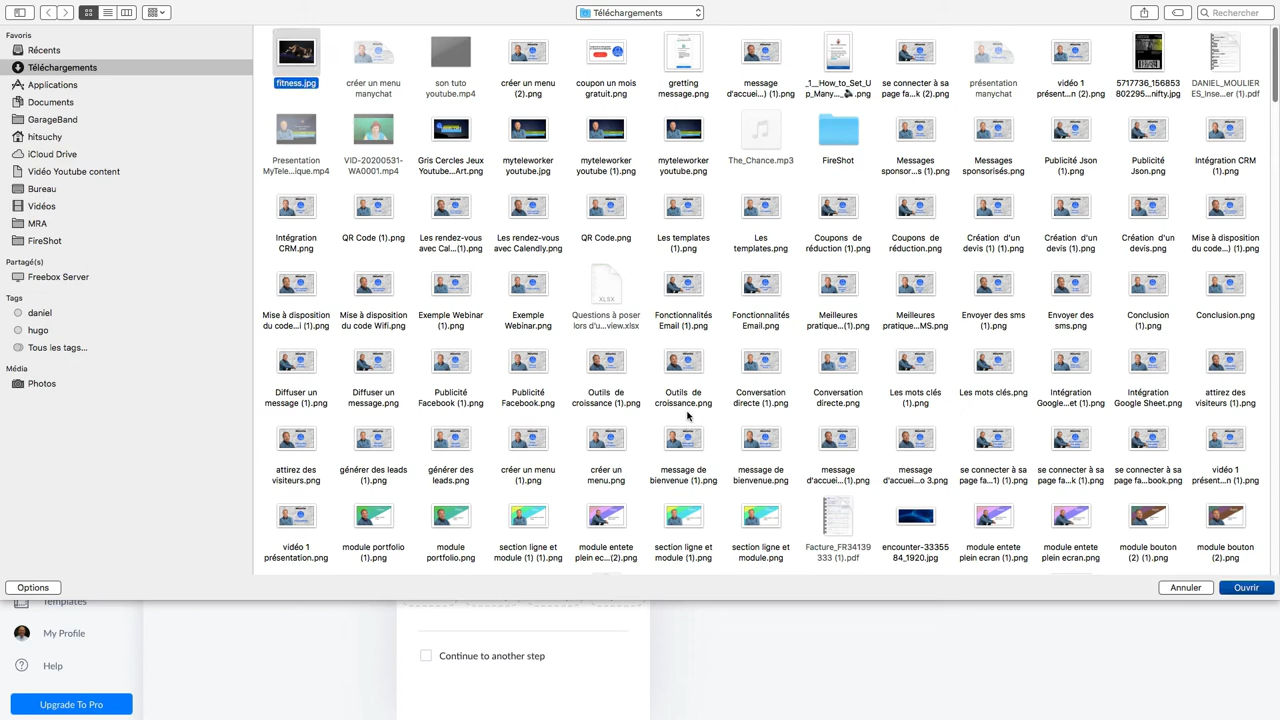 Téléchargements
Rechercher
Favoris
Récents
Téléchargements
Applications
Documents
GarageBand
hitsuchy
iCloud Drive
Vidéo Youtube content
Bureau
Vidéos
MRA
FireShot
Partagé(s)
Freebox Server
Tags
daniel
hugo
Tous les tags...
Média
Photos
fitness.jpg
créer un menu manychat
son tuto youtube.mp4
créer un menu (2).png
coupon un mois gratuit.png
gretting message.png
message d'accuei...) (1).png
_1__How_to_Set_Up_Many..._🔊.png
se connecter à sa page fa...k (2).png
présentation manychat
vidéo 1 présent...n (2).png
5717736_156853802295...nifty.jpg
DANIEL_MOULIERES_Inse...er (1).pdf
Presentation MyTele...ique.mp4
VID-20200531-WA0001.mp4
Gris Cercles Jeux Youtube...Art.png
myteleworker youtube.jpg
myteleworker youtube (1).png
myteleworker youtube.png
The_Chance.mp3
FireShot
Messages sponsor...s (1).png
Messages sponsorisés.png
Publicité Json (1).png
Publicité Json.png
Intégration CRM (1).png
Intégration CRM.png
QR Code (1).png
Les rendez-vous avec Cal...(1).png
Les rendez-vous avec Calendly.png
QR Code.png
Les templates (1).png
Les templates.png
Coupons de réduction (1).png
Coupons de réduction.png
Création d'un devis (1) (1).png
Création d'un devis (1).png
Création d'un devis.png
Mise à disposition du code...) (1).png
Mise à disposition du code...i (1).png
Mise à disposition du code Wifi.png
Exemple Webinar (1).png
Exemple Webinar.png
XLSX
Questions à poser lors d'u...view.xlsx
Fonctionnalités Email (1).png
Fonctionnalités Email.png
Meilleures pratique...(1).png
Meilleures pratique...MS.png
Envoyer des sms (1).png
Envoyer des sms.png
Conclusion (1).png
Conclusion.png
Diffuser un message (1).png
Diffuser un message.png
Publicité Facebook (1).png
Publicité Facebook.png
Outils de croissance (1).png
Outils de croissance.png
Conversation directe (1).png
Conversation directe.png
Les mots clés (1).png
Les mots clés.png
Intégration Google...et (1).png
Intégration Google Sheet.png
attirez des visiteurs (1).png
attirez des visiteurs.png
générer des leads (1).png
générer des leads.png
créer un menu (1).png
créer un menu.png
message de bienvenue (1).png
message de bienvenue.png
message d'accuei...(1).png
message d'accuei...o 3.png
se connecter à sa page fa...1) (1).png
se connecter à sa page fa...k (1).png
se connecter à sa page fa...book.png
vidéo 1 présent...n (1).png
vidéo 1 présentation.png
module portfolio (1).png
module portfolio.png
section ligne et module (1) (1).png
module entete plein ec...(2).png
section ligne et module (1).png
section ligne et module.png
Facture_FR34139333 (1).pdf
encounter-3335584_1920.jpg
module entete plein ecran (1).png
module entete plein ecran.png
module bouton (2) (1).png
module bouton (2).png
Options
Annuler
Ouvrir
Templates
My Profile
Help
Upgrade To Pro
Continue to another step